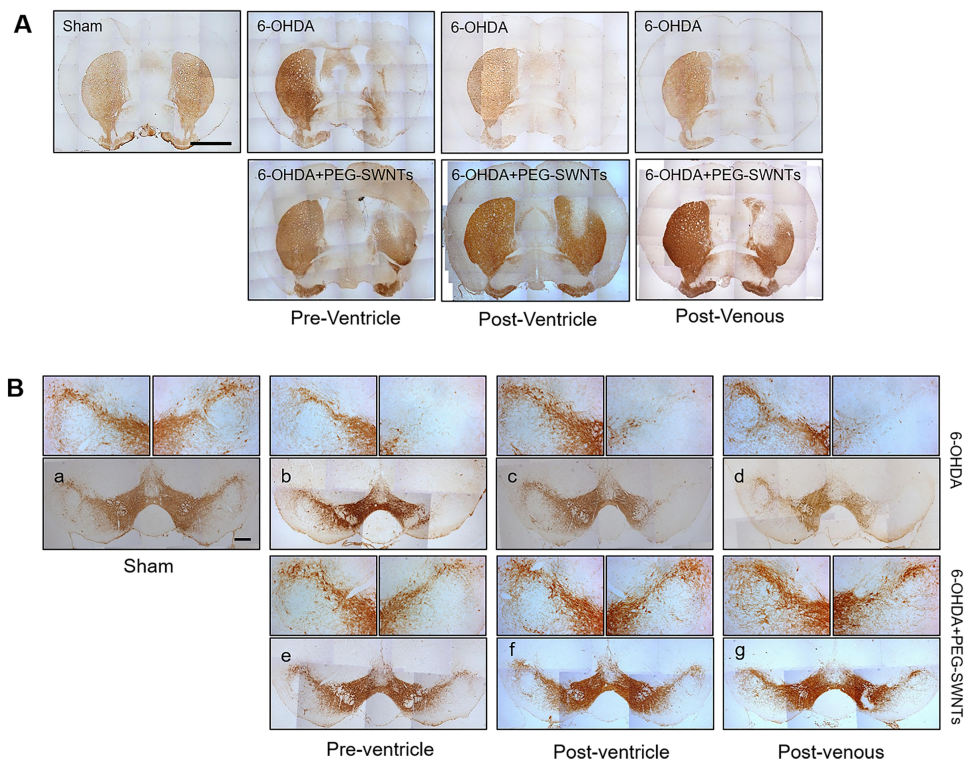 A
Sham
6-OHDA
6-OHDA
6-OHDA
6-OHDA+PEG-SWNTs
6-OHDA+PEG-SWNTs
6-OHDA+PEG-SWNTs
Pre-Ventricle
Post-Ventricle
Post-Venous
B
a
b
c
d
6-OHDA
Sham
e
f
g
6-OHDA+PEG-SWNTs
Pre-ventricle
Post-ventricle
Post-venous